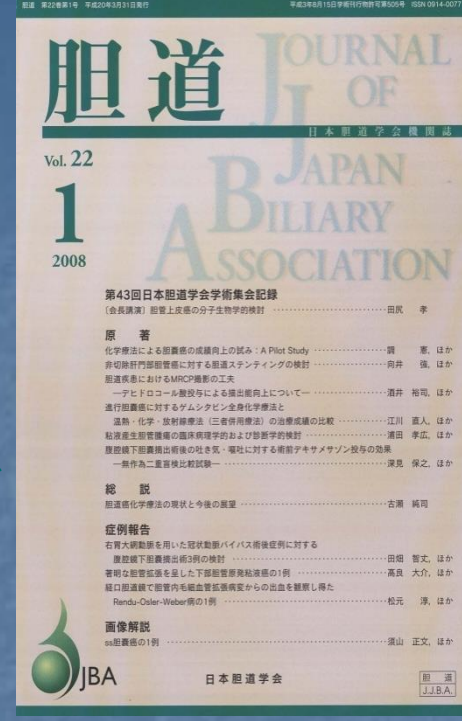 胆道 第22巻第1号 平成20年3月31日発行 平成3年8月15日学術刊行物許可第505号 ISSN 0914-0077
胆道
JOURNAL
OF
日本胆道学会機関誌
JAPAN
BILIARY
ASSOCIATION
Vol. 22
1
2008
第43回日本胆道学会学術集会記録
〔会長講演〕胆管上皮癌の分子生物学的検討 ……………………田尻 孝
原 著
化学療法による胆嚢癌の成績向上の試み:A Pilot Study ……………………調 憲, ほか
非切除肝門部胆管癌に対する胆道ステンティングの検討 ……………………向井 強, ほか
胆道疾患におけるMRCP撮影の工夫
―デヒドロコール酸投与による描出能向上について― ……………………酒井 裕司, ほか
進行胆嚢癌に対するゲムシタビン全身化学療法と
温熱・化学・放射線療法(三者併用療法)の治療成績の比較 ……………………江川 直人, ほか
粘液産生胆管腫瘍の臨床病理学的および診断学的検討 ……………………浦田 孝広, ほか
腹腔鏡下胆嚢摘出術後の吐き気・嘔吐に対する術前デキサメサゾン投与の効果
―無作為二重盲検比較試験― ……………………深見 保之, ほか
総 説
胆道癌化学療法の現状と今後の展望 ……………………古瀬 純司
症例報告
右胃大網動脈を用いた冠状動脈バイパス術後症例に対する
腹腔鏡下胆嚢摘出術3例の検討 ……………………田畑 智丈, ほか
著明な胆管拡張を呈した下部胆管原発粘液癌の1例 ……………………高良 大介, ほか
経口胆道鏡で胆管内毛細血管拡張病変からの出血を観察し得た
Rendu-Osler-Weber病の1例 ……………………松元 淳, ほか
画像解説
ss胆嚢癌の1例 ……………………須山 正文, ほか
JBA
日本胆道学会
胆 道
J.J.B.A.